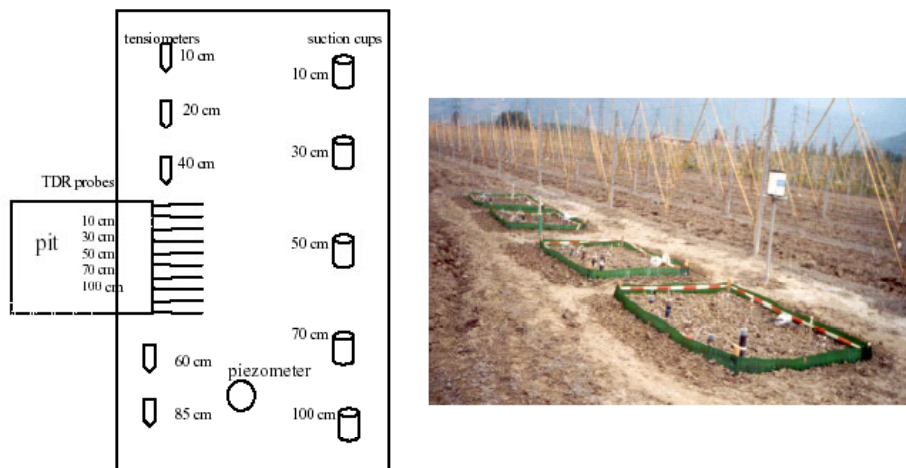 tensiometers
10 cm
20 cm
40 cm
suction cups
10 cm
30 cm
50 cm
70 cm
100 cm
TDR probes
pit
10 cm
30 cm
50 cm
70 cm
100 cm
60 cm
85 cm
piezometer